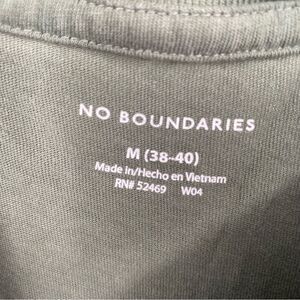 NO BOUNDARIES
M (38-40)
Made in/Hecho en Vietnam
RN# 52469 W04